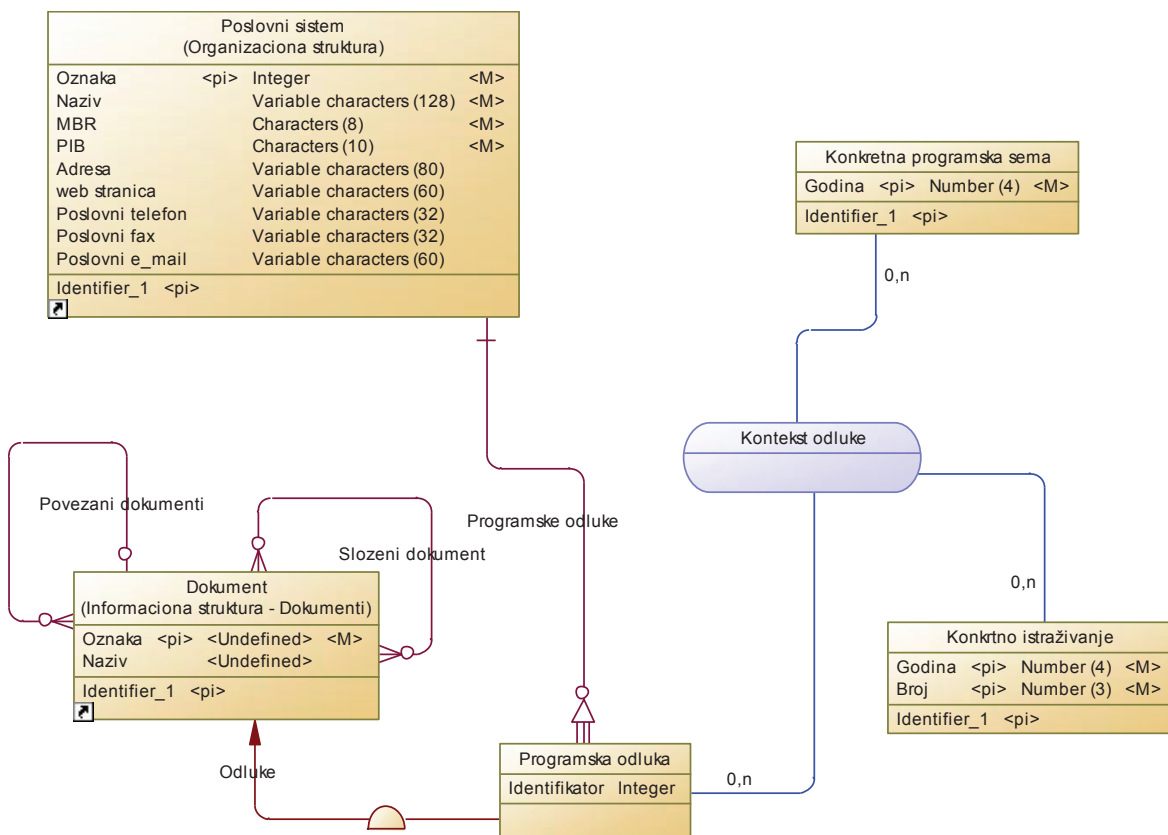 Poslovni sistem
(Organizaciona struktura)
Oznaka <pi> Integer <M>
Naziv Variable characters (128) <M>
MBR Characters (8) <M>
PIB Characters (10) <M>
Adresa Variable characters (80)
web stranica Variable characters (60)
Poslovni telefon Variable characters (32)
Poslovni fax Variable characters (32)
Poslovni e_mail Variable characters (60)
Identifier_1 <pi>
Konkretna programska sema
Godina <pi> Number (4) <M>
Identifier_1 <pi>
0,n
Kontekst odluke
Povezani dokumenti
Slozeni dokument
Programske odluke
Dokument
(Informaciona struktura - Dokumenti)
Oznaka <pi> <Undefined> <M>
Naziv <Undefined>
Identifier_1 <pi>
0,n
Konkrtno istraživanje
Godina <pi> Number (4) <M>
Broj <pi> Number (3) <M>
Identifier_1 <pi>
Odluke
Programska odluka
Identifikator Integer
0,n